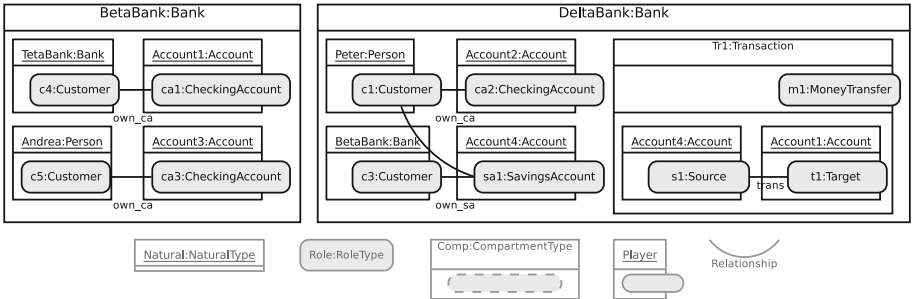 BetaBank:Bank
DeltaBank:Bank
TetaBank:Bank
Account1:Account
c4:Customer
ca1:CheckingAccount
own_ca
Andrea:Person
Account3:Account
c5:Customer
ca3:CheckingAccount
own_ca
Peter:Person
Account2:Account
c1:Customer
ca2:CheckingAccount
own_ca
BetaBank:Bank
Account4:Account
c3:Customer
sa1:SavingsAccount
own_sa
Tr1:Transaction
m1:MoneyTransfer
Account4:Account
Account1:Account
s1:Source
trans
t1:Target
Natural:NaturalType
Role:RoleType
Comp:CompartmentType
Player
Relationship